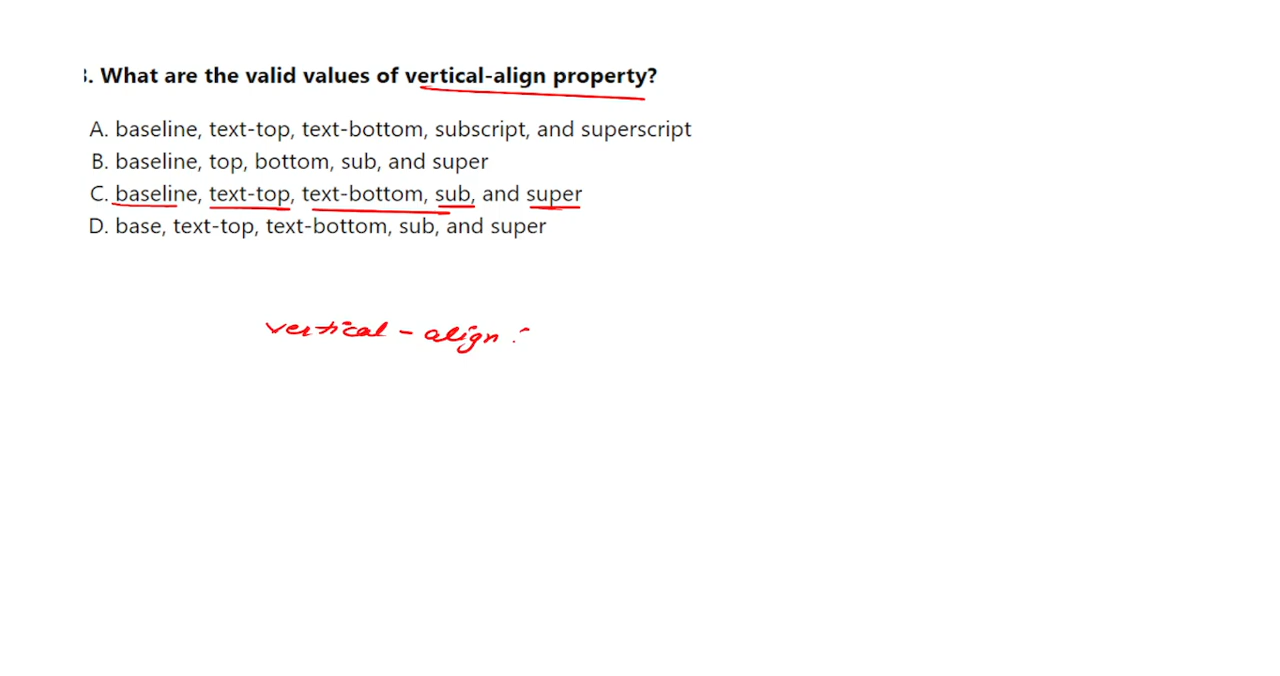 . What are the valid values of vertical-align property?
A. baseline, text-top, text-bottom, subscript, and superscript
B. baseline, top, bottom, sub, and super
C. baseline, text-top, text-bottom, sub, and super
D. base, text-top, text-bottom, sub, and super
vertical - align :